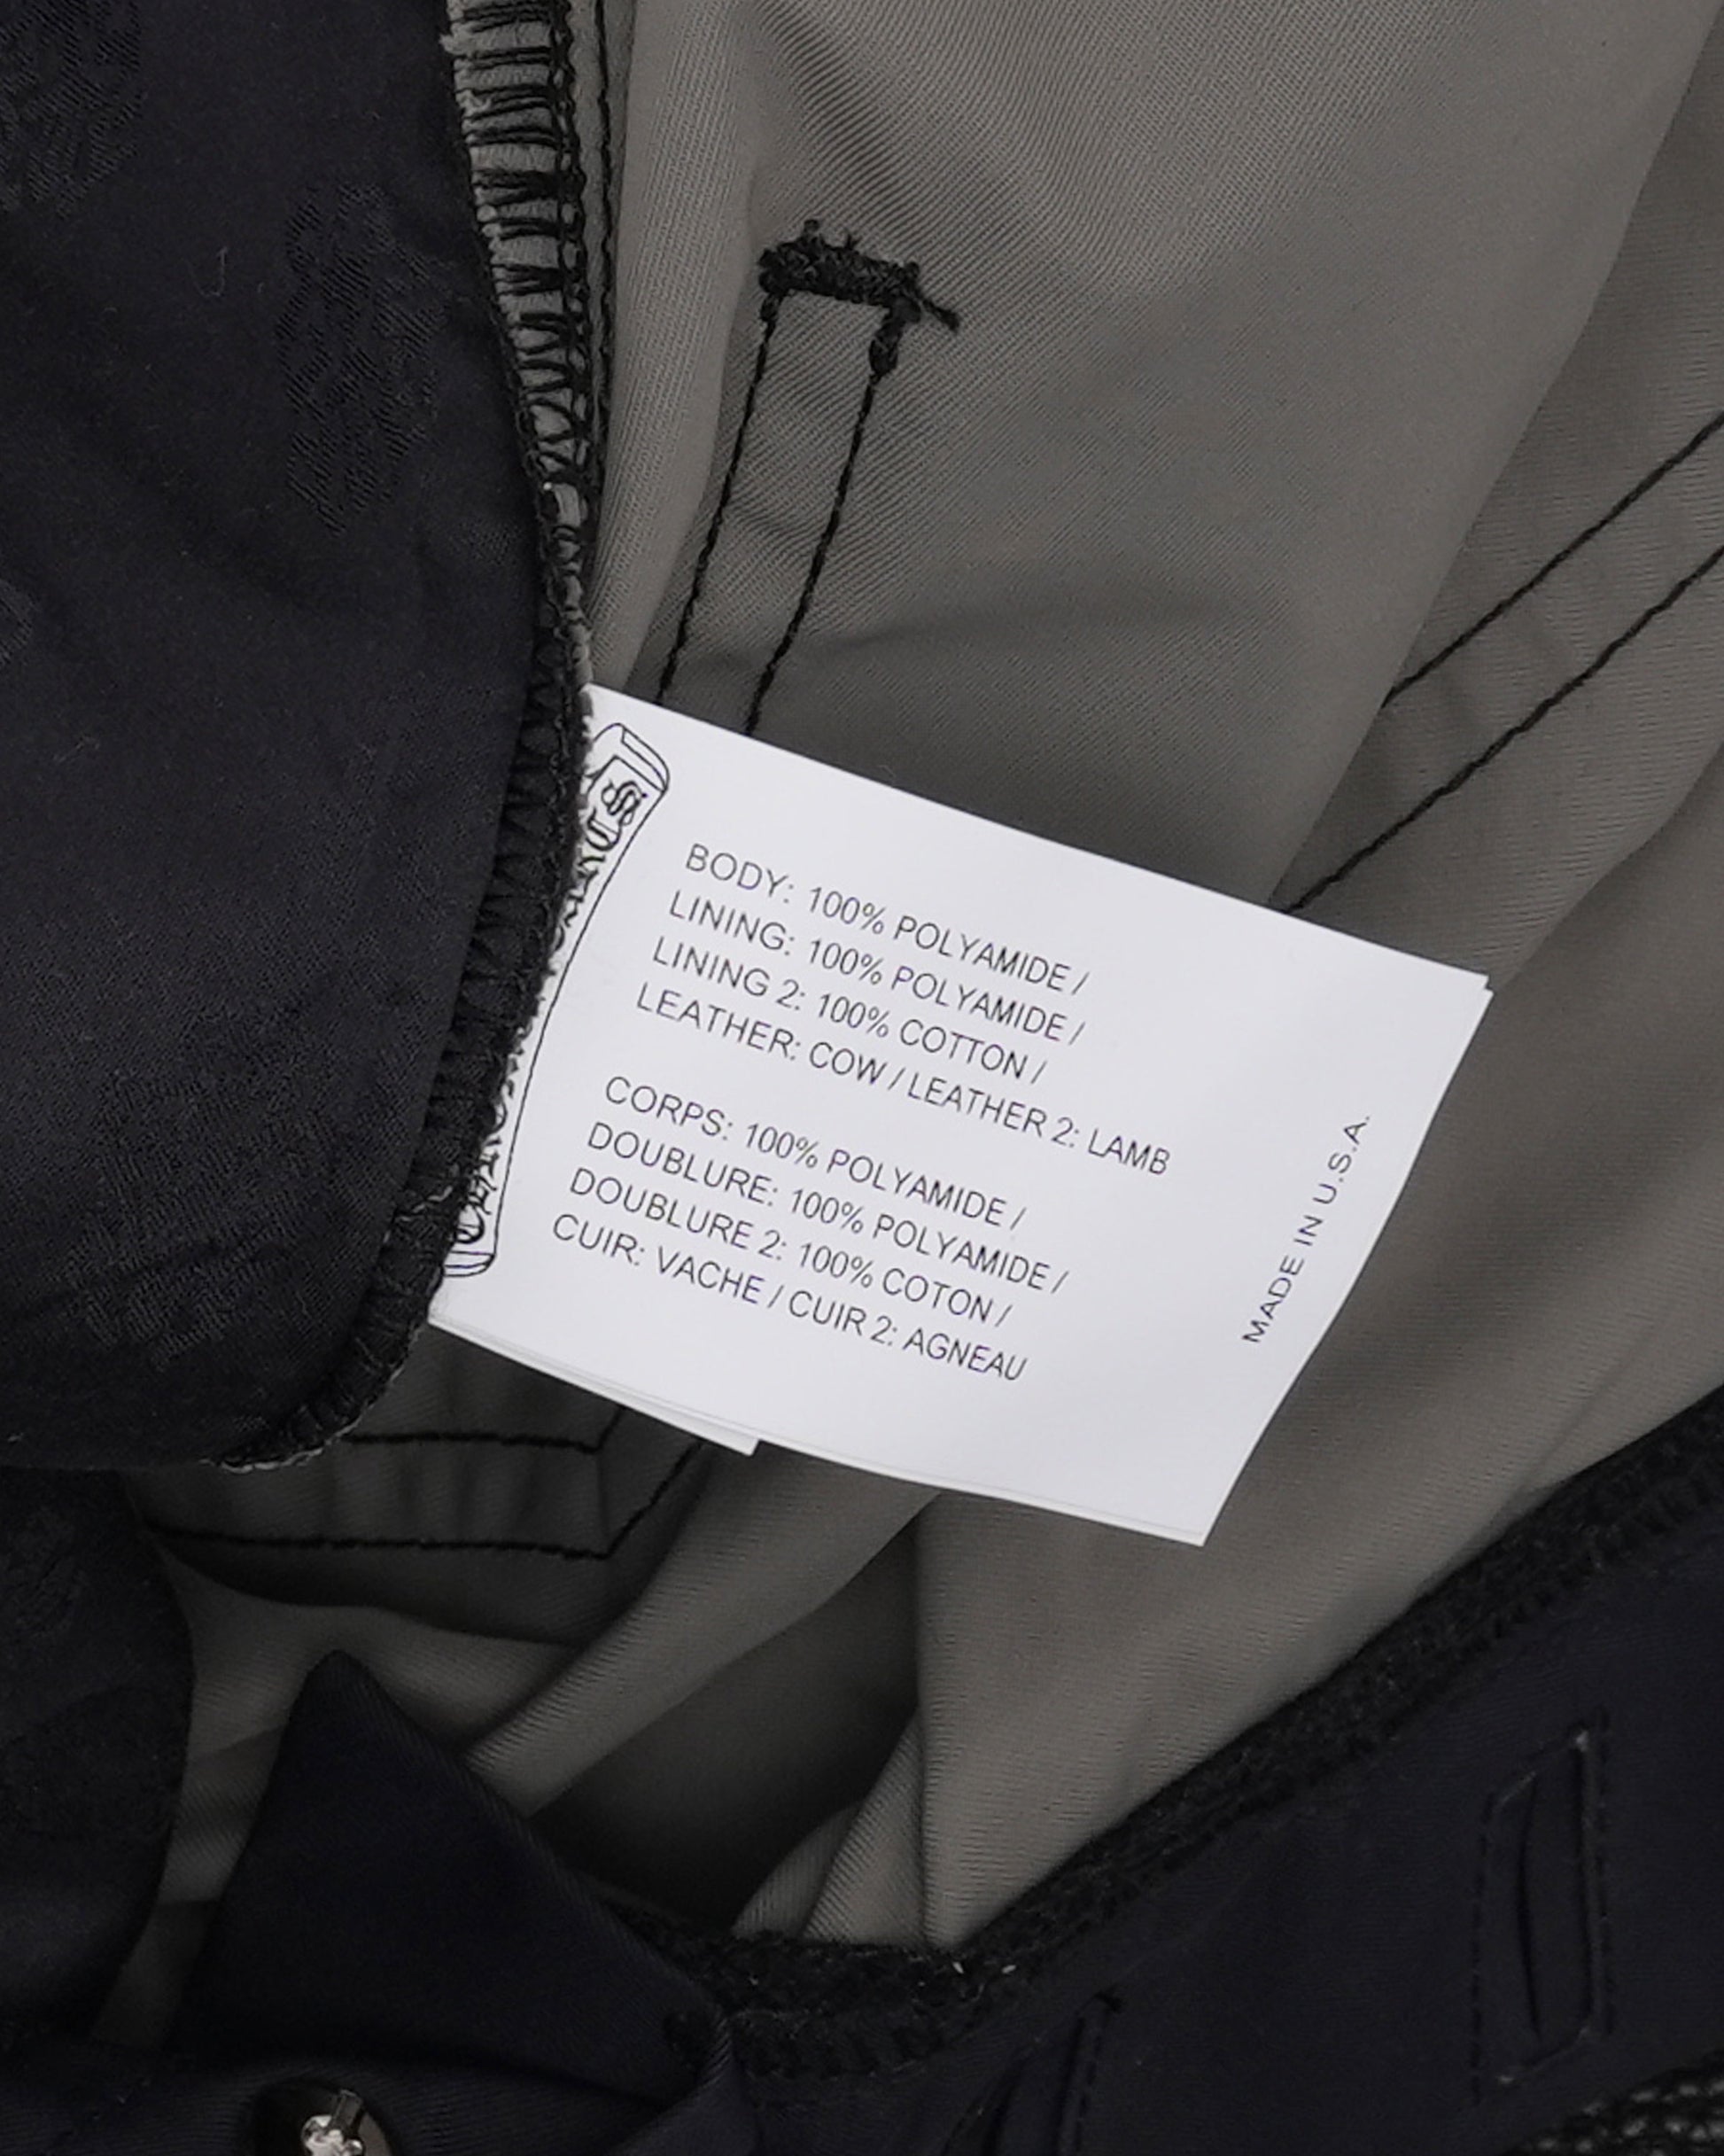 BODY: 100% POLYAMIDE /
LINING: 100% POLYAMIDE /
LINING 2: 100% COTTON /
LEATHER: COW / LEATHER 2: LAMB
CORPS: 100% POLYAMIDE /
DOUBLURE: 100% POLYAMIDE /
DOUBLURE 2: 100% COTON /
CUIR: VACHE / CUIR 2: AGNEAU
MADE IN U.S.A.